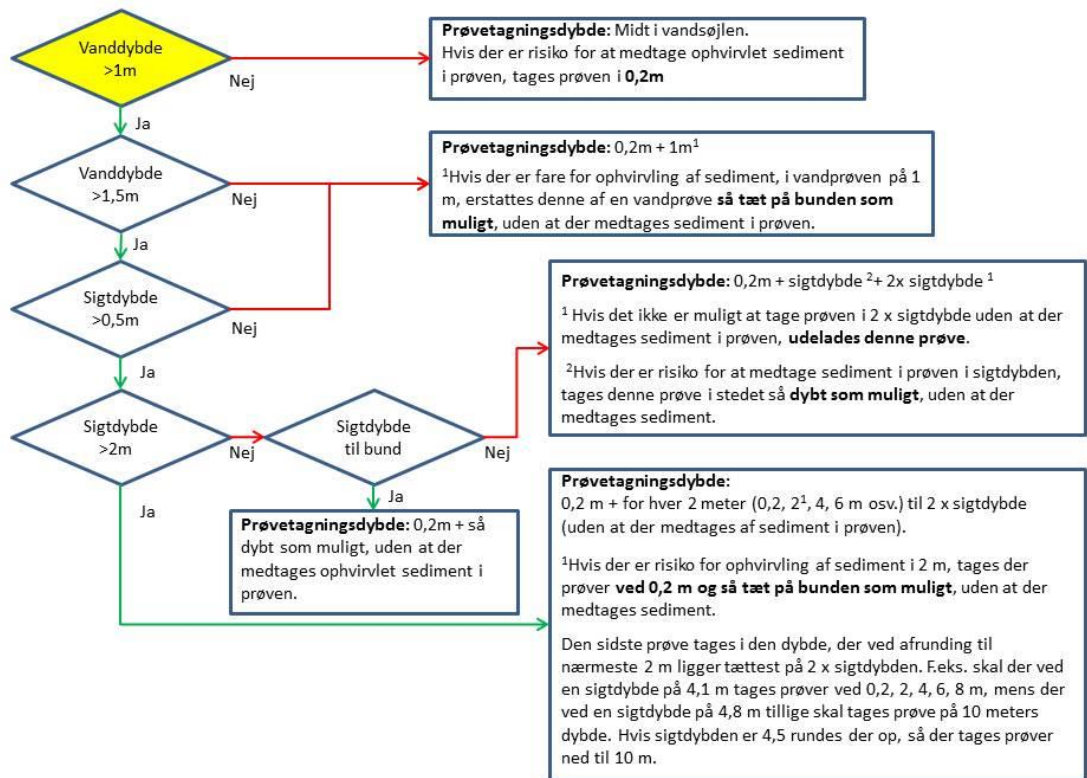 Vanddybde
>1m
Nej
Ja
Prøvetagningsdybde: Midt i vandsøjlen.
Hvis der er risiko for at medtage ophvirvlet sediment
i prøven, tages prøven i 0,2m
Vanddybde
>1,5m
Nej
Ja
Prøvetagningsdybde: 0,2m + 1m¹
¹Hvis der er fare for ophvirvling af sediment, i vandprøven på 1
m, erstattes denne af en vandprøve så tæt på bunden som
muligt, uden at der medtages sediment i prøven.
Sigtdybde
>0,5m
Nej
Ja
Prøvetagningsdybde: 0,2m + sigtdybde ²+ 2x sigtdybde ¹
¹ Hvis det ikke er muligt at tage prøven i 2 x sigtdybde uden at der
medtages sediment i prøven, udelades denne prøve.
²Hvis der er risiko for at medtage sediment i prøven i sigtdybden,
tages denne prøve i stedet så dybt som muligt, uden at der
medtages sediment.
Sigtdybde
>2m
Nej
Ja
Sigtdybde
til bund
Nej
Ja
Prøvetagningsdybde: 0,2m + så
dybt som muligt, uden at der
medtages ophvirvlet sediment i
prøven.
Prøvetagningsdybde:
0,2 m + for hver 2 meter (0,2, 2¹, 4, 6 m osv.) til 2 x sigtdybde
(uden at der medtages af sediment i prøven).
¹Hvis der er risiko for ophvirvling af sediment i 2 m, tages der
prøver ved 0,2 m og så tæt på bunden som muligt, uden at der
medtages sediment.
Den sidste prøve tages i den dybde, der ved afrunding til
nærmeste 2 m ligger tættest på 2 x sigtdybden. F.eks. skal der ved
en sigtdybde på 4,1 m tages prøver ved 0,2, 2, 4, 6, 8 m, mens der
ved en sigtdybde på 4,8 m tillige skal tages prøve på 10 meters
dybde. Hvis sigtdybden er 4,5 rundes der op, så der tages prøver
ned til 10 m.